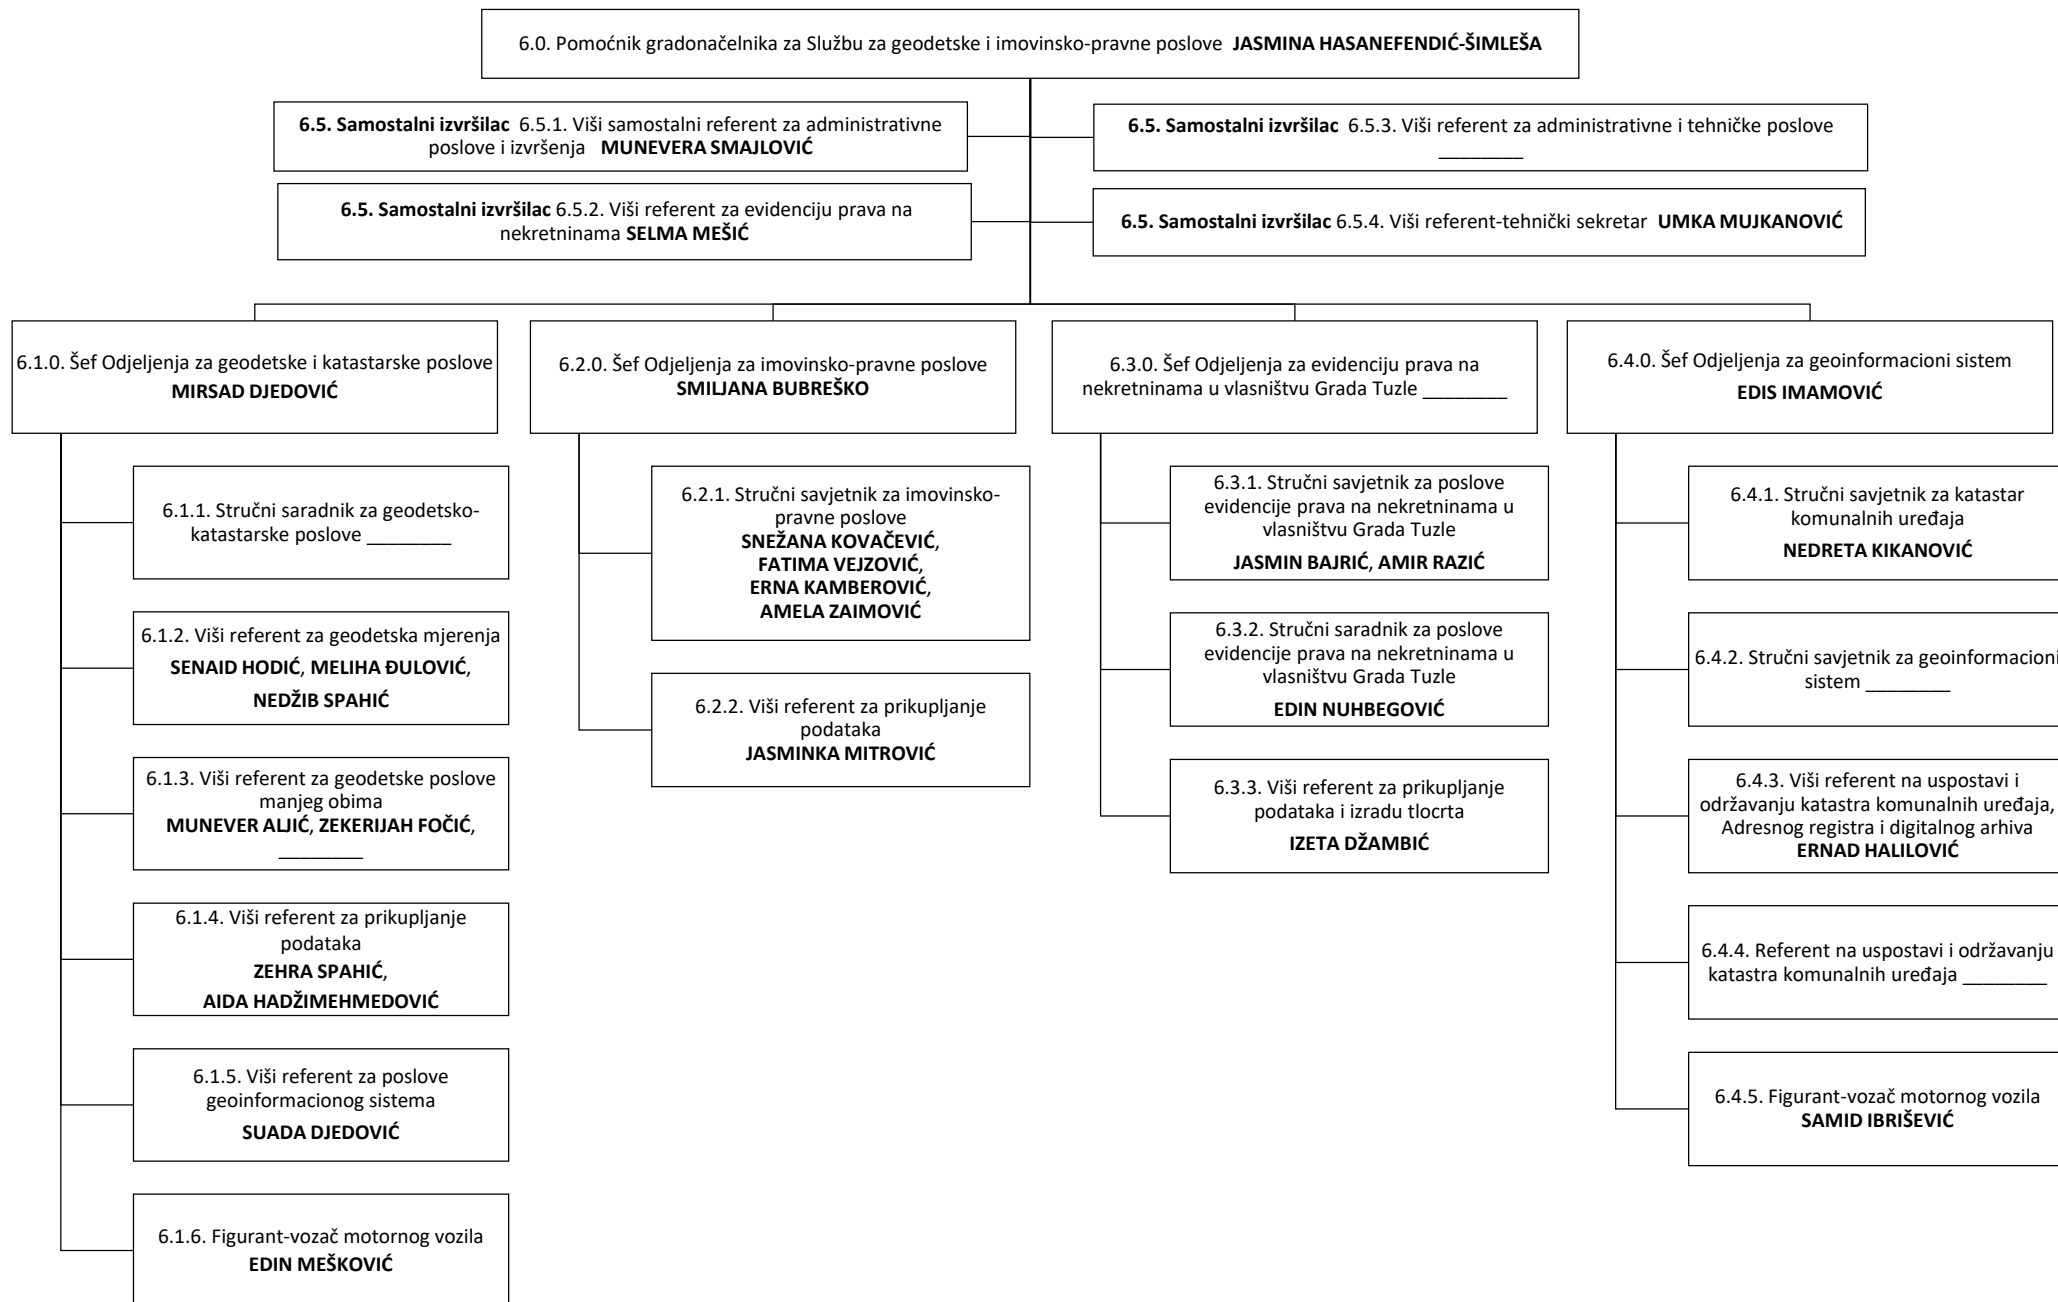 6.0. Pomoćnik gradonačelnika za Službu za geodetske i imovinsko-pravne poslove JASMINA HASANEFENDIĆ-ŠIMLEŠA
6.5. Samostalni izvršilac 6.5.1. Viši samostalni referent za administrativne
poslove i izvršenja MUNEVERA SMAJLOVIĆ
6.5. Samostalni izvršilac 6.5.3. Viši referent za administrativne i tehničke poslove
________
6.5. Samostalni izvršilac 6.5.2. Viši referent za evidenciju prava na
nekretninama SELMA MEŠIĆ
6.5. Samostalni izvršilac 6.5.4. Viši referent-tehnički sekretar UMKA MUJKANOVIĆ
6.1.0. Šef Odjeljenja za geodetske i katastarske poslove
MIRSAD DJEDOVIĆ
6.2.0. Šef Odjeljenja za imovinsko-pravne poslove
SMILJANA BUBREŠKO
6.3.0. Šef Odjeljenja za evidenciju prava na
nekretninama u vlasništvu Grada Tuzle ________
6.4.0. Šef Odjeljenja za geoinformacioni sistem
EDIS IMAMOVIĆ
6.1.1. Stručni saradnik za geodetsko-
katastarske poslove ________
6.1.2. Viši referent za geodetska mjerenja
SENAID HODIĆ, MELIHA ĐULOVIĆ,
NEDŽIB SPAHIĆ
6.1.3. Viši referent za geodetske poslove
manjeg obima
MUNEVER ALJIĆ, ZEKERIJAH FOČIĆ,
________
6.1.4. Viši referent za prikupljanje
podataka
ZEHRA SPAHIĆ,
AIDA HADŽIMEHMEDOVIĆ
6.1.5. Viši referent za poslove
geoinformacionog sistema
SUADA DJEDOVIĆ
6.1.6. Figurant-vozač motornog vozila
EDIN MEŠKOVIĆ
6.2.1. Stručni savjetnik za imovinsko-
pravne poslove
SNEŽANA KOVAČEVIĆ,
FATIMA VEJZOVIĆ,
ERNA KAMBEROVIĆ,
AMELA ZAIMOVIĆ
6.2.2. Viši referent za prikupljanje
podataka
JASMINKA MITROVIĆ
6.3.1. Stručni savjetnik za poslove
evidencije prava na nekretninama u
vlasništvu Grada Tuzle
JASMIN BAJRIĆ, AMIR RAZIĆ
6.3.2. Stručni saradnik za poslove
evidencije prava na nekretninama u
vlasništvu Grada Tuzle
EDIN NUHBEGOVIĆ
6.3.3. Viši referent za prikupljanje
podataka i izradu tlocrta
IZETA DŽAMBIĆ
6.4.1. Stručni savjetnik za katastar
komunalnih uređaja
NEDRETA KIKANOVIĆ
6.4.2. Stručni savjetnik za geoinformacioni
sistem ________
6.4.3. Viši referent na uspostavi i
održavanju katastra komunalnih uređaja,
Adresnog registra i digitalnog arhiva
ERNAD HALILOVIĆ
6.4.4. Referent na uspostavi i održavanju
katastra komunalnih uređaja ________
6.4.5. Figurant-vozač motornog vozila
SAMID IBRIŠEVIĆ